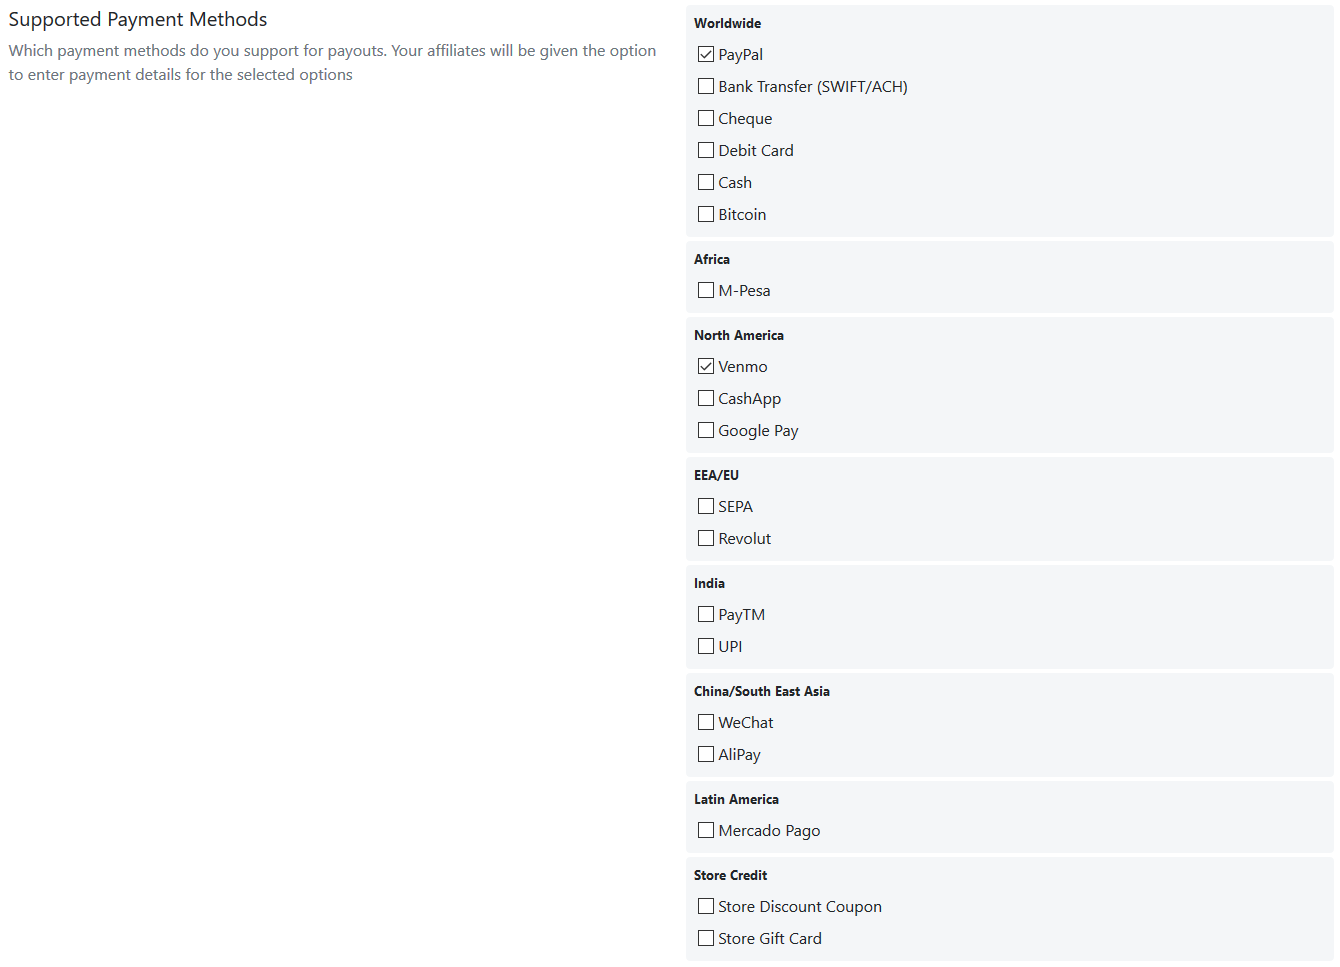 Supported Payment Methods
Which payment methods do you support for payouts. Your affiliates will be given the option
to enter payment details for the selected options
Worldwide
PayPal
Bank Transfer (SWIFT/ACH)
Cheque
Debit Card
Cash
Bitcoin
Africa
M-Pesa
North America
Venmo
CashApp
Google Pay
EEA/EU
SEPA
Revolut
India
PayTM
UPI
China/South East Asia
WeChat
AliPay
Latin America
Mercado Pago
Store Credit
Store Discount Coupon
Store Gift Card